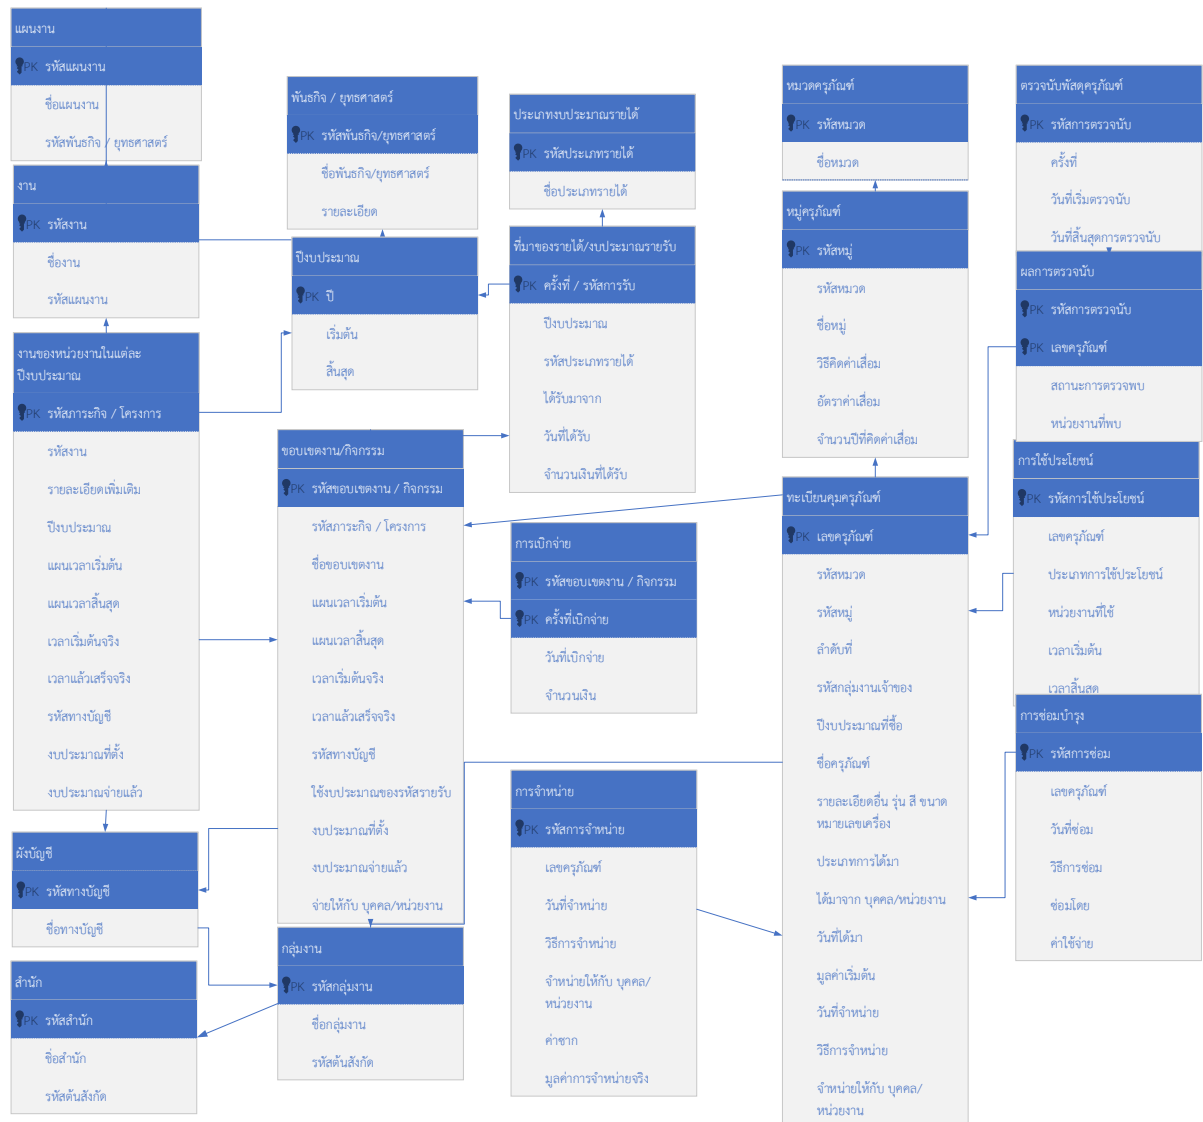 แผนงาน
PK รหัสแผนงาน
ชื่อแผนงาน
รหัสพันธกิจ / ยุทธศาสตร์
งาน
PK รหัสงาน
ชื่องาน
รหัสแผนงาน
งานของหน่วยงานในแต่ละ
ปีงบประมาณ
PK รหัสภาระกิจ / โครงการ
รหัสงาน
รายละเอียดเพิ่มเติม
ปีงบประมาณ
แผนเวลาเริ่มต้น
แผนเวลาสิ้นสุด
เวลาเริ่มต้นจริง
เวลาแล้วเสร็จจริง
รหัสทางบัญชี
งบประมาณที่ตั้ง
งบประมาณจ่ายแล้ว
ผังบัญชี
PK รหัสทางบัญชี
ชื่อทางบัญชี
สำนัก
PK รหัสสำนัก
ชื่อสำนัก
รหัสต้นสังกัด
พันธกิจ / ยุทธศาสตร์
PK รหัสพันธกิจ/ยุทธศาสตร์
ชื่อพันธกิจ/ยุทธศาสตร์
รายละเอียด
ปีงบประมาณ
PK ปี
เริ่มต้น
สิ้นสุด
ขอบเขตงาน/กิจกรรม
PK รหัสขอบเขตงาน / กิจกรรม
รหัสภาระกิจ / โครงการ
ชื่อขอบเขตงาน
แผนเวลาเริ่มต้น
แผนเวลาสิ้นสุด
เวลาเริ่มต้นจริง
เวลาแล้วเสร็จจริง
รหัสทางบัญชี
ใช้งบประมาณของรหัสรายรับ
งบประมาณที่ตั้ง
งบประมาณจ่ายแล้ว
จ่ายให้กับ บุคคล/หน่วยงาน
กลุ่มงาน
PK รหัสกลุ่มงาน
ชื่อกลุ่มงาน
รหัสต้นสังกัด
ประเภทงบประมาณรายได้
PK รหัสประเภทรายได้
ชื่อประเภทรายได้
ที่มาของรายได้/งบประมาณรายรับ
PK ครั้งที่ / รหัสการรับ
ปีงบประมาณ
รหัสประเภทรายได้
ได้รับมาจาก
วันที่ได้รับ
จำนวนเงินที่ได้รับ
การเบิกจ่าย
PK รหัสขอบเขตงาน / กิจกรรม
PK ครั้งที่เบิกจ่าย
วันที่เบิกจ่าย
จำนวนเงิน
การจำหน่าย
PK รหัสการจำหน่าย
เลขครุภัณฑ์
วันที่จำหน่าย
วิธีการจำหน่าย
จำหน่ายให้กับ บุคคล/
หน่วยงาน
ค่าซาก
มูลค่าการจำหน่ายจริง
หมวดครุภัณฑ์
PK รหัสหมวด
ชื่อหมวด
หมู่ครุภัณฑ์
PK รหัสหมู่
รหัสหมวด
ชื่อหมู่
วิธีคิดค่าเสื่อม
อัตราค่าเสื่อม
จำนวนปีที่คิดค่าเสื่อม
ทะเบียนคุมครุภัณฑ์
PK เลขครุภัณฑ์
รหัสหมวด
รหัสหมู่
ลำดับที่
รหัสกลุ่มงานเจ้าของ
ปีงบประมาณที่ซื้อ
ชื่อครุภัณฑ์
รายละเอียดอื่น รุ่น สี ขนาด
หมายเลขเครื่อง
ประเภทการได้มา
ได้มาจาก บุคคล/หน่วยงาน
วันที่ได้มา
มูลค่าเริ่มต้น
วันที่จำหน่าย
วิธีการจำหน่าย
จำหน่ายให้กับ บุคคล/
หน่วยงาน
ตรวจนับพัสดุครุภัณฑ์
PK รหัสการตรวจนับ
ครั้งที่
วันที่เริ่มตรวจนับ
วันที่สิ้นสุดการตรวจนับ
ผลการตรวจนับ
PK รหัสการตรวจนับ
PK เลขครุภัณฑ์
สถานะการตรวจพบ
หน่วยงานที่พบ
การใช้ประโยชน์
PK รหัสการใช้ประโยชน์
เลขครุภัณฑ์
ประเภทการใช้ประโยชน์
หน่วยงานที่ใช้
เวลาเริ่มต้น
เวลาสิ้นสุด
การซ่อมบำรุง
PK รหัสการซ่อม
เลขครุภัณฑ์
วันที่ซ่อม
วิธีการซ่อม
ซ่อมโดย
ค่าใช้จ่าย